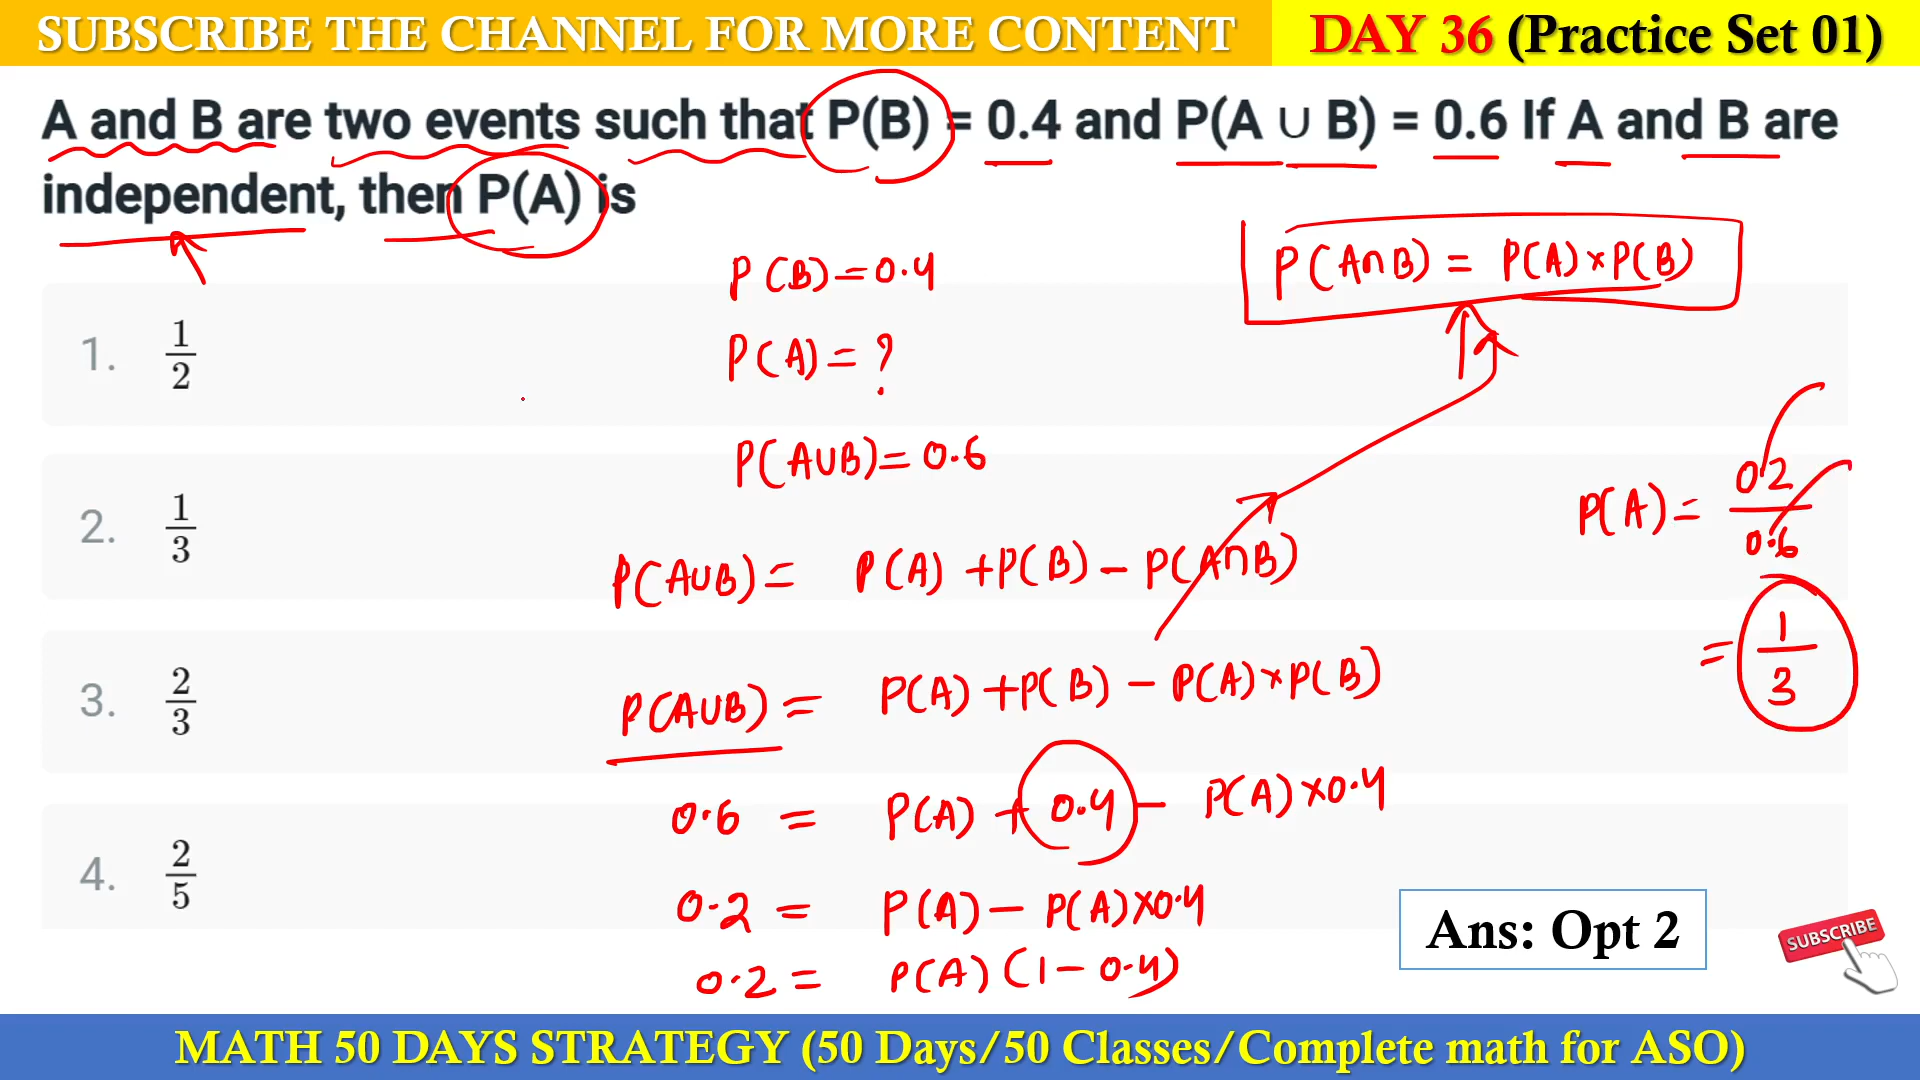 SUBSCRIBE THE CHANNEL FOR MORE CONTENT
DAY 36 (Practice Set 01)
A and B are two events such that P(B) = 0.4 and P(A ∪ B) = 0.6 If A and B are
independent, then P(A) is
1. 1/2
2. 1/3
3. 2/3
4. 2/5
P(B) = 0.4
P(A) = ?
P(A∪B) = 0.6
P(A∩B) = P(A) × P(B)
P(A∪B) = P(A) + P(B) - P(A∩B)
P(A∪B) = P(A) + P(B) - P(A) × P(B)
0.6 = P(A) + 0.4 - P(A) × 0.4
0.2 = P(A) - P(A) × 0.4
0.2 = P(A) (1 - 0.4)
P(A) = 0.2/0.6
= 1/3
Ans: Opt 2
SUBSCRIBE
MATH 50 DAYS STRATEGY (50 Days/50 Classes/Complete math for ASO)